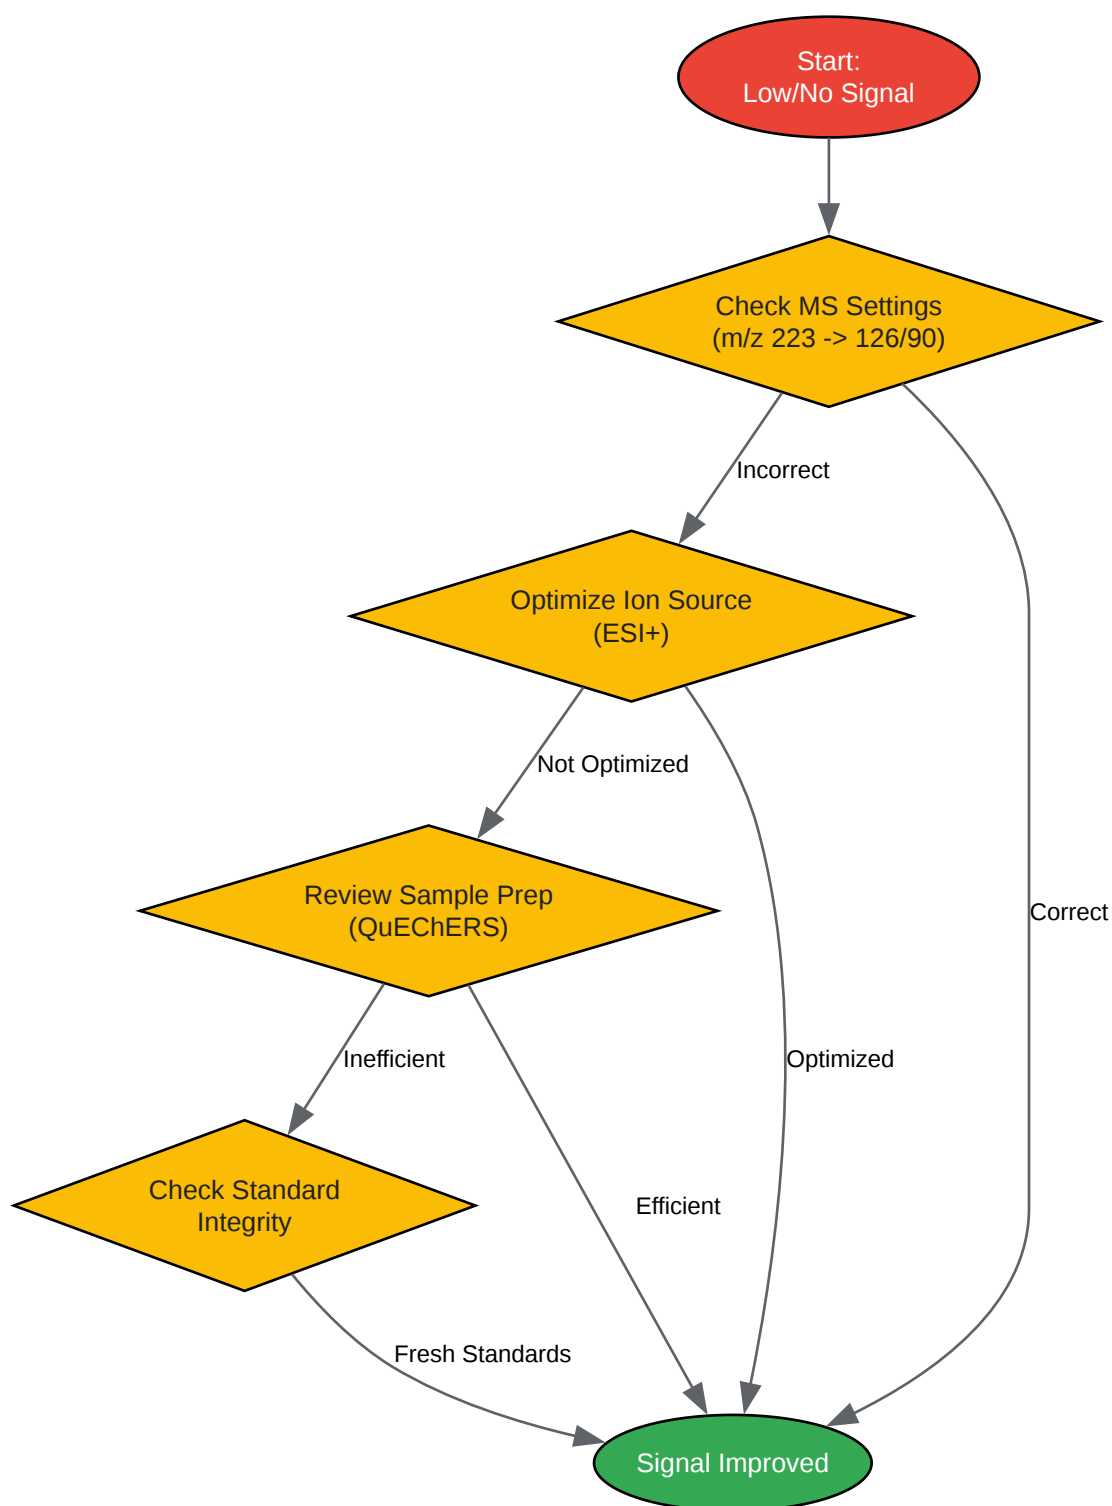 Start:
Low/No Signal
Check MS Settings
(m/z 223 -> 126/90)
Incorrect
Optimize Ion Source
(ESI+)
Not Optimized
Review Sample Prep
(QuEChERS)
Correct
Inefficient
Optimized
Check Standard
Integrity
Efficient
Fresh Standards
Signal Improved